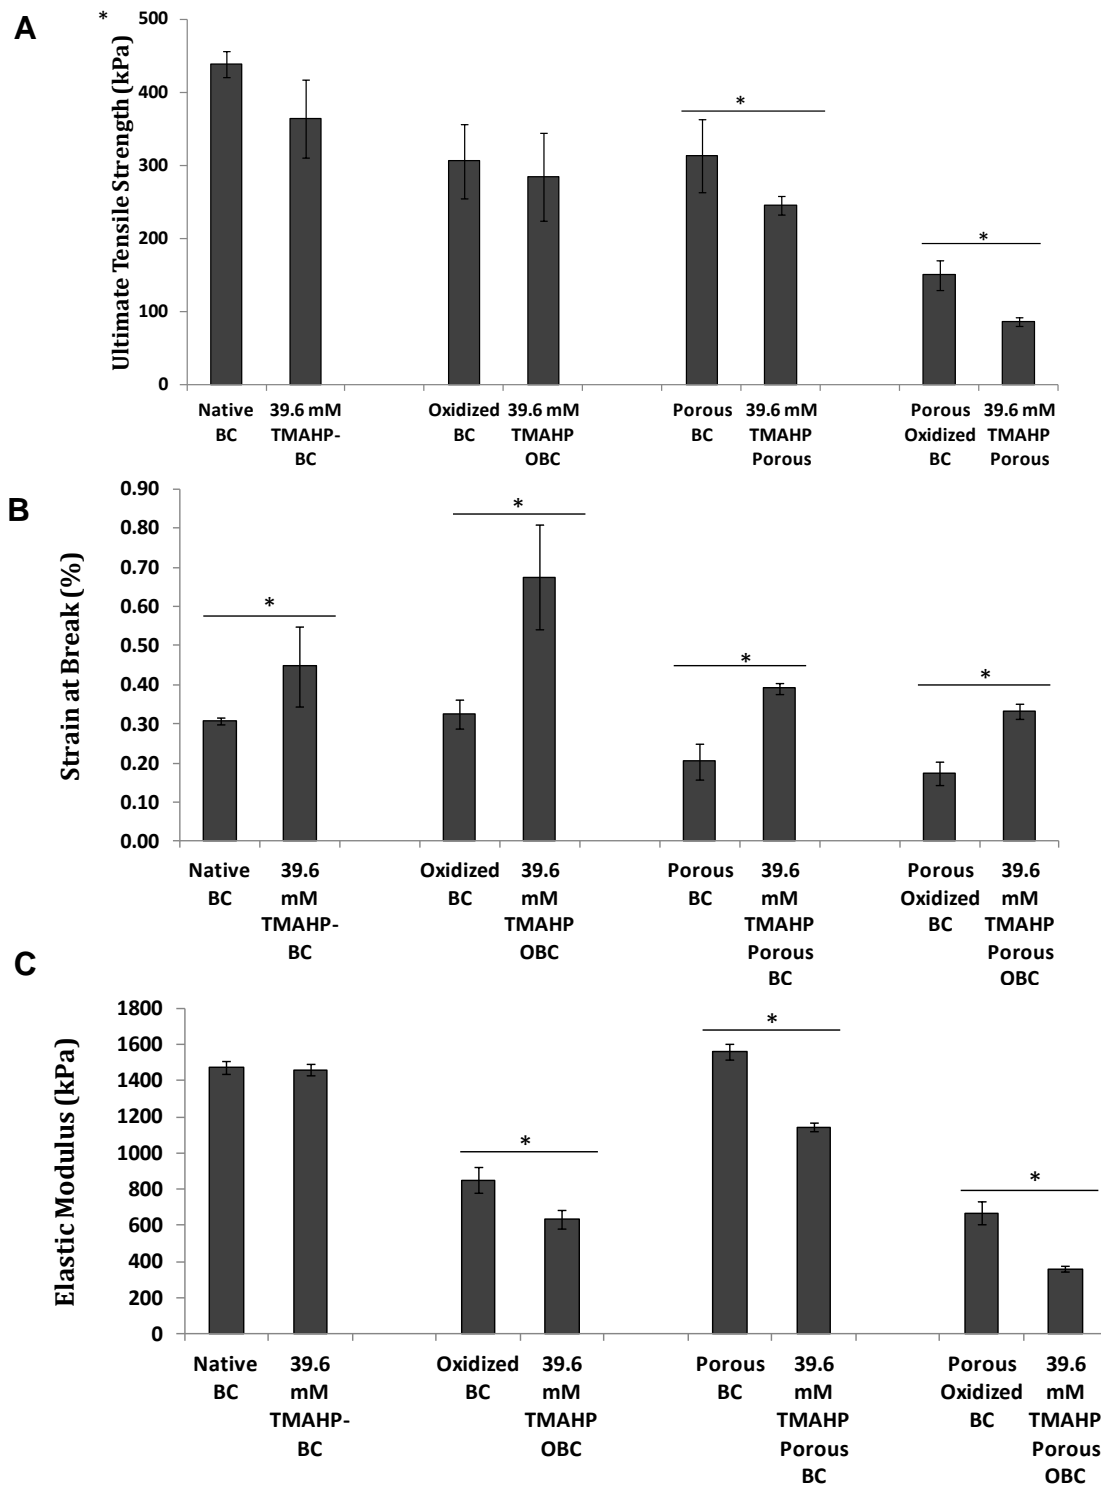 A
*
Ultimate Tensile Strength (kPa)
500
400
300
200
100
0
*
*
Native
BC
39.6 mM
TMAHP-
BC
Oxidized
BC
39.6 mM
TMAHP
OBC
Porous
BC
39.6 mM
TMAHP
Porous
Porous
Oxidized
BC
39.6 mM
TMAHP
Porous
B
Strain at Break (%)
0.90
0.80
0.70
0.60
0.50
0.40
0.30
0.20
0.10
0.00
*
*
*
*
Native
BC
39.6
mM
TMAHP-
BC
Oxidized
BC
39.6
mM
TMAHP
OBC
Porous
BC
39.6
mM
TMAHP
Porous
BC
Porous
Oxidized
BC
39.6
mM
TMAHP
Porous
OBC
C
Elastic Modulus (kPa)
1800
1600
1400
1200
1000
800
600
400
200
0
*
*
*
Native
BC
39.6
mM
TMAHP-
BC
Oxidized
BC
39.6
mM
TMAHP
OBC
Porous
BC
39.6
mM
TMAHP
Porous
BC
Porous
Oxidized
BC
39.6
mM
TMAHP
Porous
OBC